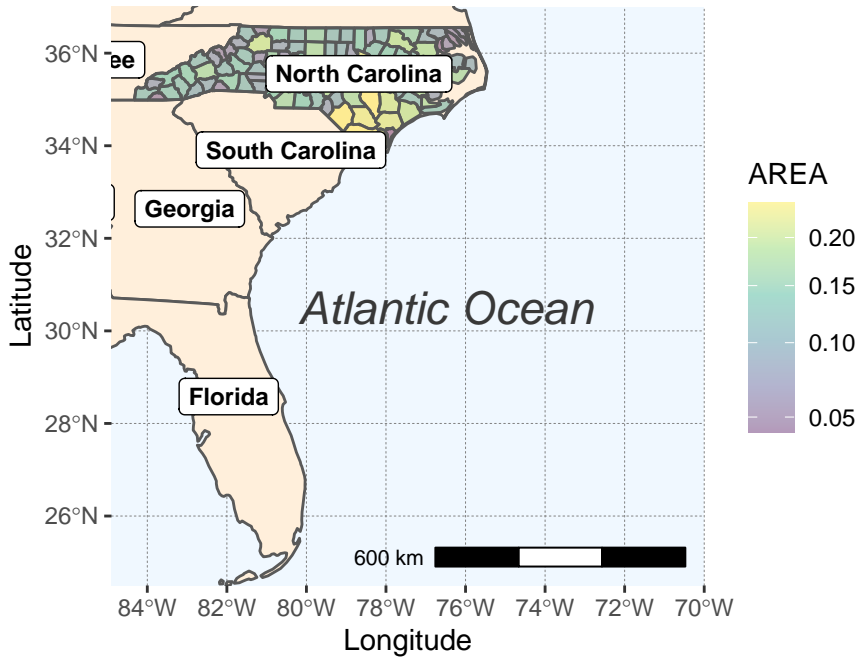 36°N
34°N
32°N
30°N
28°N
26°N
Latitude
ee
North Carolina
South Carolina
Georgia
Atlantic Ocean
Florida
600 km
84°W 82°W 80°W 78°W 76°W 74°W 72°W 70°W
Longitude
AREA
0.20
0.15
0.10
0.05